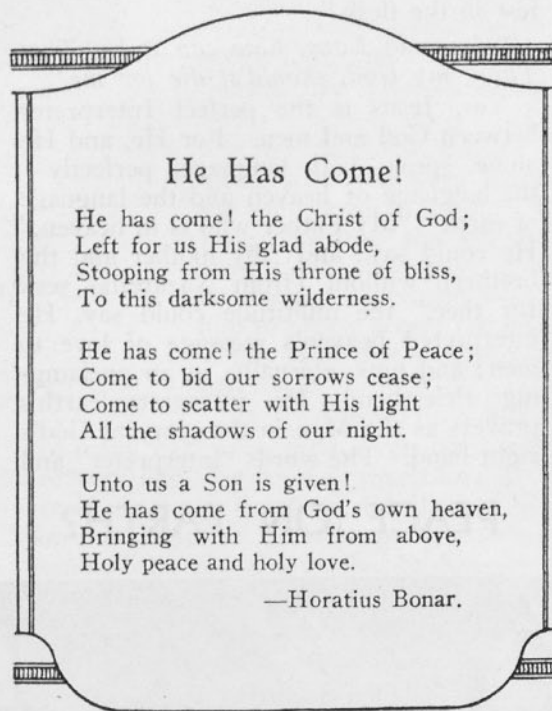 He Has Come!
He has come! the Christ of God;
Left for us His glad abode,
Stooping from His throne of bliss,
To this darksome wilderness.
He has come! the Prince of Peace;
Come to bid our sorrows cease;
Come to scatter with His light
All the shadows of our night.
Unto us a Son is given!
He has come from God's own heaven,
Bringing with Him from above,
Holy peace and holy love.
—Horatius Bonar.